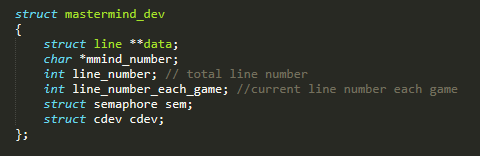 struct mastermind_dev
{
    struct line **data;
    char *mmind_number;
    int line_number; // total line number
    int line_number_each_game; //current line number each game
    struct semaphore sem;
    struct cdev cdev;
};